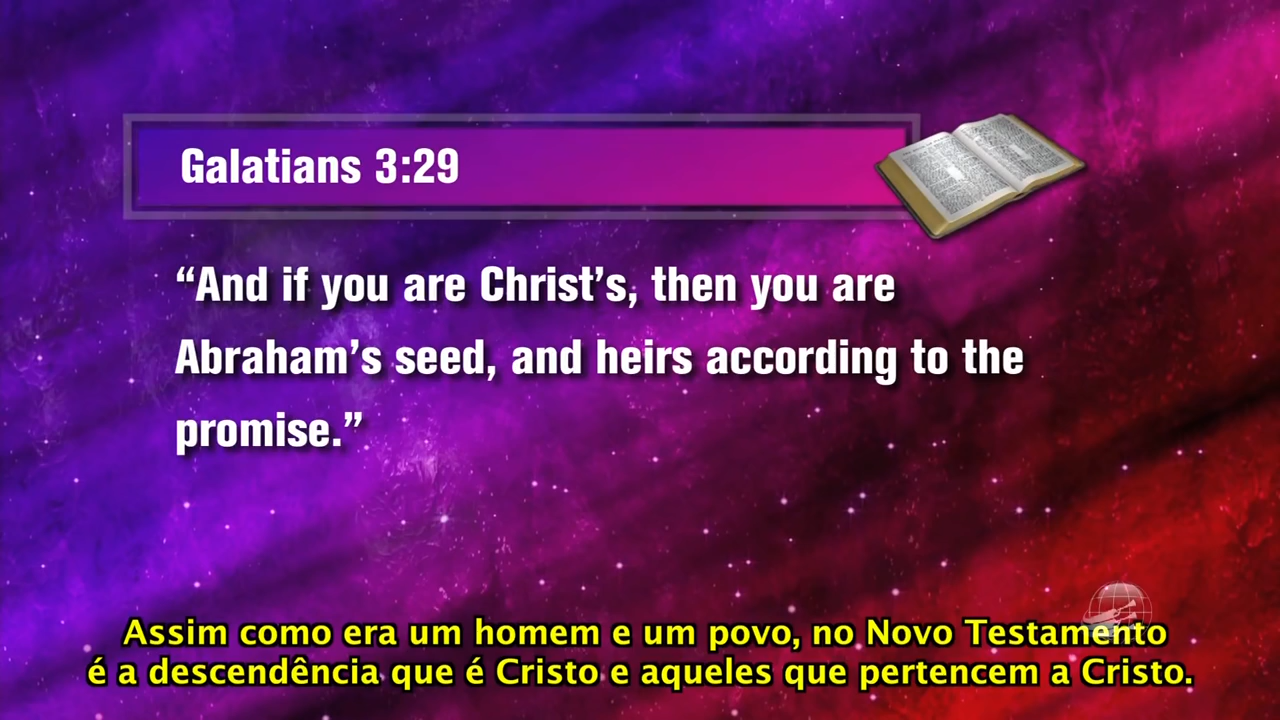 Galatians 3:29
“And if you are Christ’s, then you are
Abraham’s seed, and heirs according to the
promise.”
Assim como era um homem e um povo, no Novo Testamento
é a descendência que é Cristo e aqueles que pertencem a Cristo.